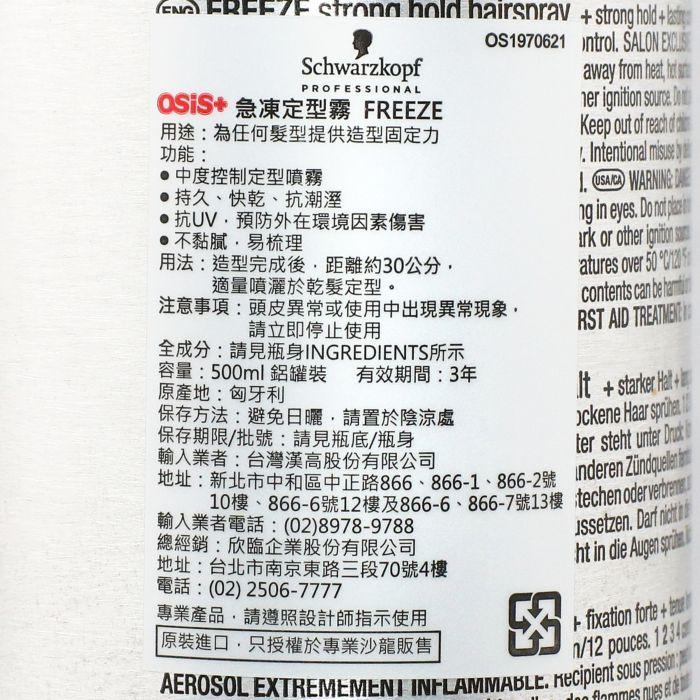 ENG FREEZE strong hold hairspray
OS1970621
Schwarzkopf
PROFESSIONAL
OSiS+ 急凍定型霧 FREEZE
用途：為任何髮型提供造型固定力
功能：
●中度控制定型噴霧
●持久、快乾、抗潮溼
●抗UV，預防外在環境因素傷害
●不黏膩，易梳理
用法：造型完成後，距離約30公分，
適量噴灑於乾髮定型。
注意事項：頭皮異常或使用中出現異常現象，
請立即停止使用
全成分：請見瓶身INGREDIENTS所示
容量：500ml 鋁罐裝 有效期間：3年
原產地：匈牙利
保存方法：避免日曬，請置於陰涼處
保存期限/批號：請見瓶底/瓶身
輸入業者：台灣漢高股份有限公司
地址：新北市中和區中正路866、866-1、866-2號
10樓、866-6號12樓及866-6、866-7號13樓
輸入業者電話：(02)8978-9788
總經銷：欣臨企業股份有限公司
地址：台北市南京東路三段70號4樓
電話：(02) 2506-7777
專業產品，請遵照設計師指示使用
原裝進口，只授權於專業沙龍販售
AEROSOL EXTREMEMENT INFLAMMABLE. Récipient sous pression:
+ strong hold +
control. SALON
away from heat, hot
her ignition source. Do
Keep out of reach of
. Intentional misuse by
USA/CA WARNING:
ng in eyes. Do not place
ark or other ignition
atures over 50 °C/120 °F
contents can be harmful
RST AID TREATMENT:
lt + starker Halt +
ockene Haar sprühen.
ter steht unter Druck:
anderen Zündquellen
stechen oder verbrennen,
ussetzen. Darf nicht in
ht in die Augen sprühen.
+ fixation forte +
n/12 pouces. 1 2 3 4